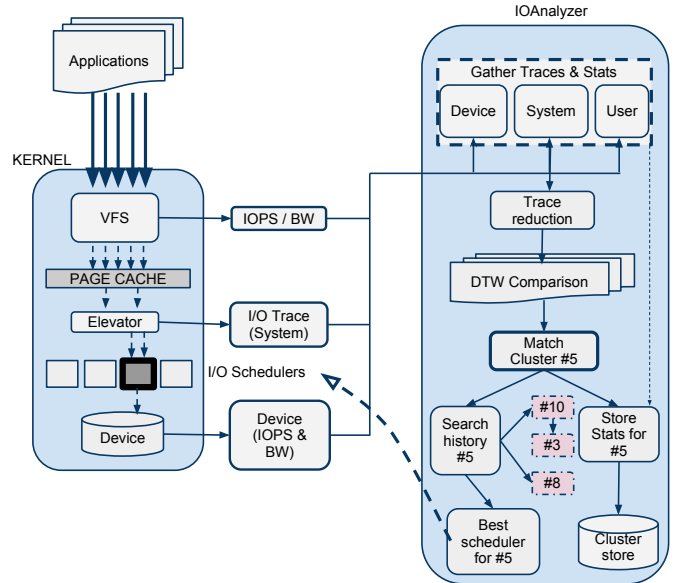 IOAnalyzer
Applications
KERNEL
VFS
PAGE CACHE
Elevator
I/O Schedulers
Device
IOPS / BW
I/O Trace
(System)
Device
(IOPS &
BW)
Gather Traces & Stats
Device
System
User
Trace
reduction
DTW Comparison
Match
Cluster #5
Search
history
#5
#10
#3
#8
Store
Stats for
#5
Best
scheduler
for #5
Cluster
store